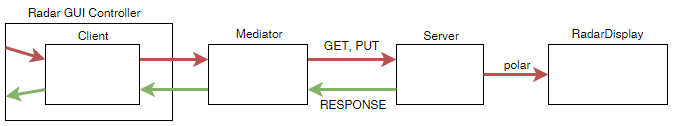 Radar GUI Controller
Client
Mediator
GET, PUT
Server
RadarDisplay
polar
RESPONSE